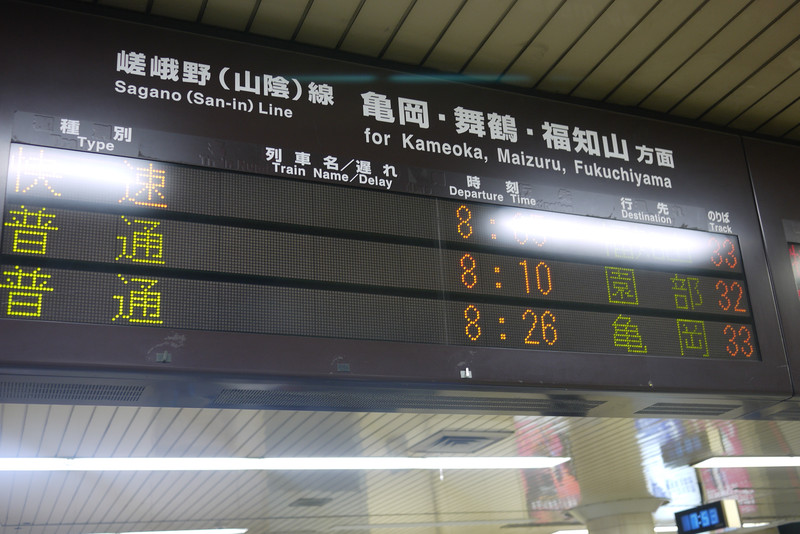 嵯峨野(山陰)線
Sagano (San-in) Line
亀岡・舞鶴・福知山方面
for Kameoka, Maizuru, Fukuchiyama
種別
Type
列車名/遅れ
Train Name/Delay
時刻
Departure Time
行先
Destination
のりば
Track
快速 8: 33
普通 8:10 園部 32
普通 8:26 亀岡 33